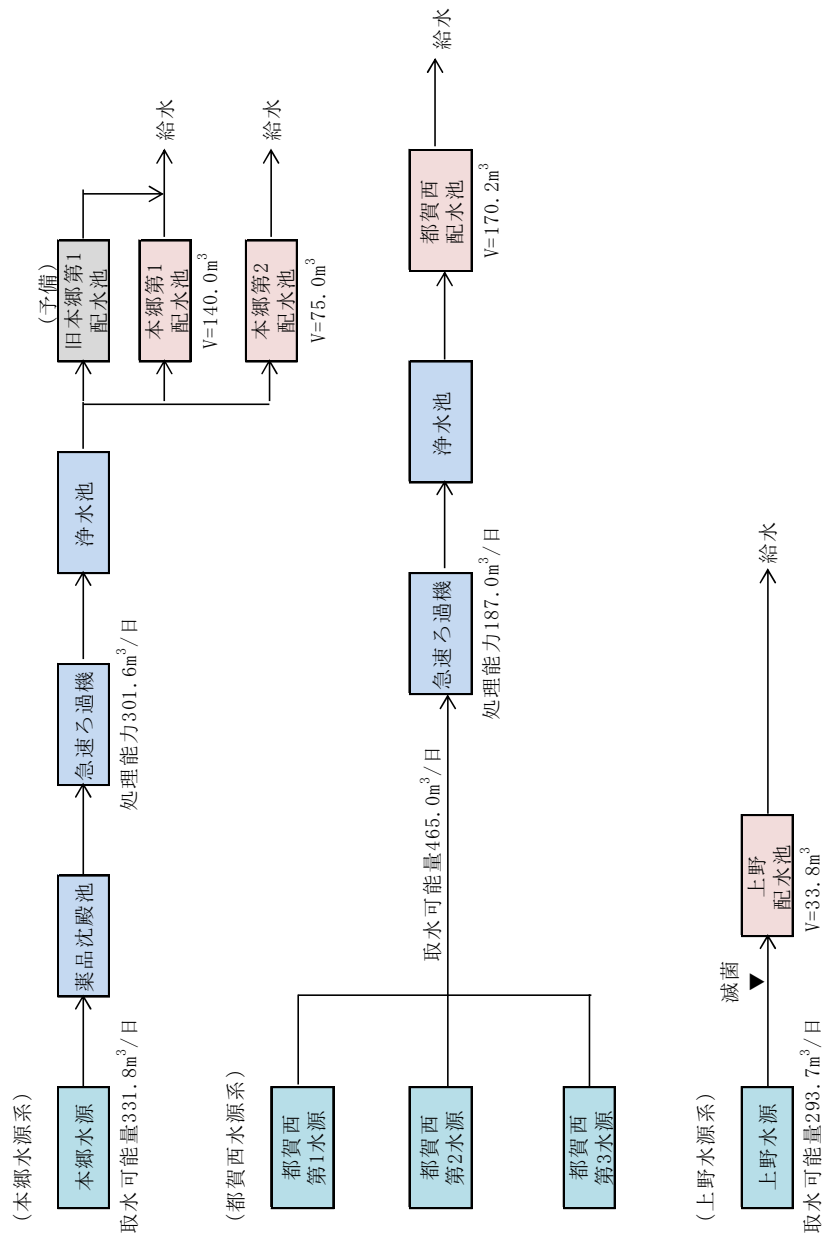 (本郷水源系)
本郷水源
取水可能量331.8m³/日
薬品沈殿池
急速ろ過機
処理能力301.6m³/日
浄水池
(予備)
旧本郷第1
配水池
本郷第1
配水池
V=140.0m³
給水
本郷第2
配水池
V=75.0m³
給水
(都賀西水源系)
都賀西
第1水源
都賀西
第2水源
都賀西
第3水源
取水可能量465.0m³/日
急速ろ過機
処理能力187.0m³/日
浄水池
都賀西
配水池
V=170.2m³
給水
(上野水源系)
上野水源
取水可能量293.7m³/日
滅菌
上野
配水池
V=33.8m³
給水